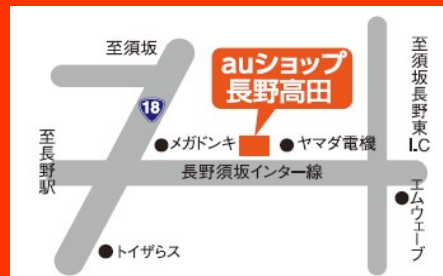 至須坂
18
auショップ
長野高田
至須坂長野東I.C
至長野駅
メガドンキ
ヤマダ電機
長野須坂インター線
エムウェーブ
トイザらス